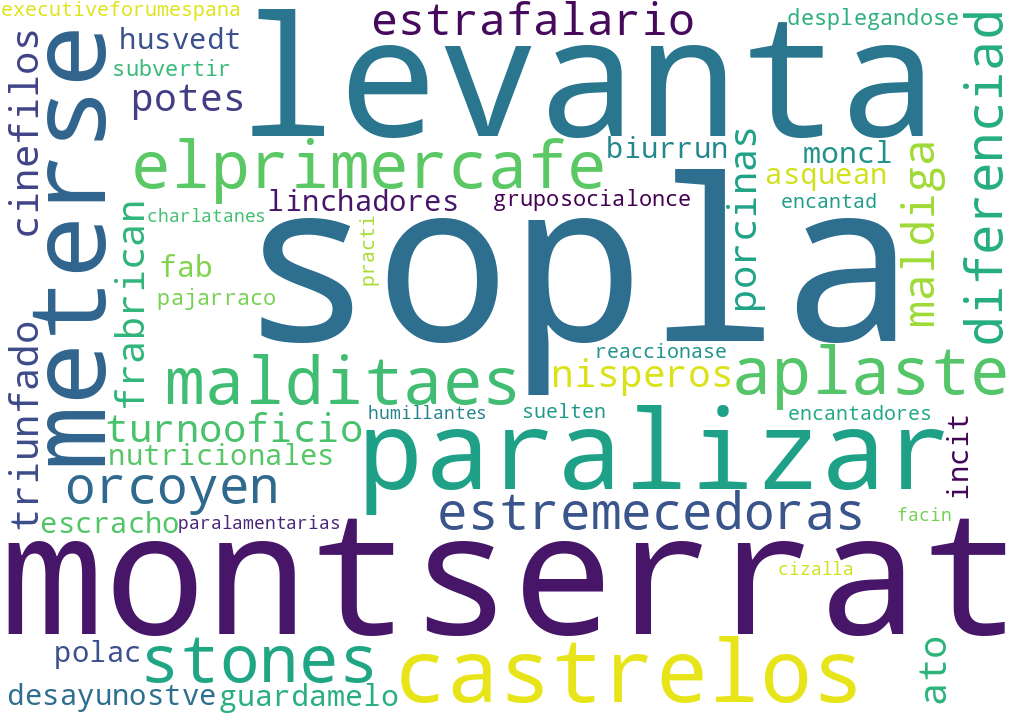 executiveforumespana
estrafalario
desplegandose
levanta
husvedt
subvertir
potes
cinefilos
meterse
diferenciad
elprimercafe
biurrun
moncl
asquean
porcinas
maldiga
linchadores
gruposocialonce
encantad
charlatanes
sopla
practi
frabrican
fab
pajarraco
triunfado
reaccionase
malditaes
nisperos
aplaste
humillantes
suelten
encantadores
turnooficio
paralizar
incit
nutricionales
orcoyen
estremecedoras
escracho
paralamentarias
facin
montserrat
cizalla
polac
stones
castrelos
ato
desayunostve
guardamelo